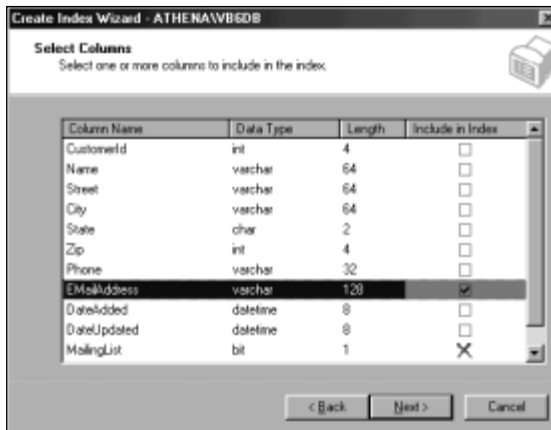 Create Index Wizard - ATHENA\VB6DB
Select Columns
Select one or more columns to include in the index.
Column Name Data Type Length Include in Index
CustomerId int 4
Name varchar 64
Street varchar 64
City varchar 64
State char 2
Zip int 4
Phone varchar 32
EMailAddress varchar 128
DateAdded datetime 8
DateUpdated datetime 8
MailingList bit 1
< Back Next > Cancel